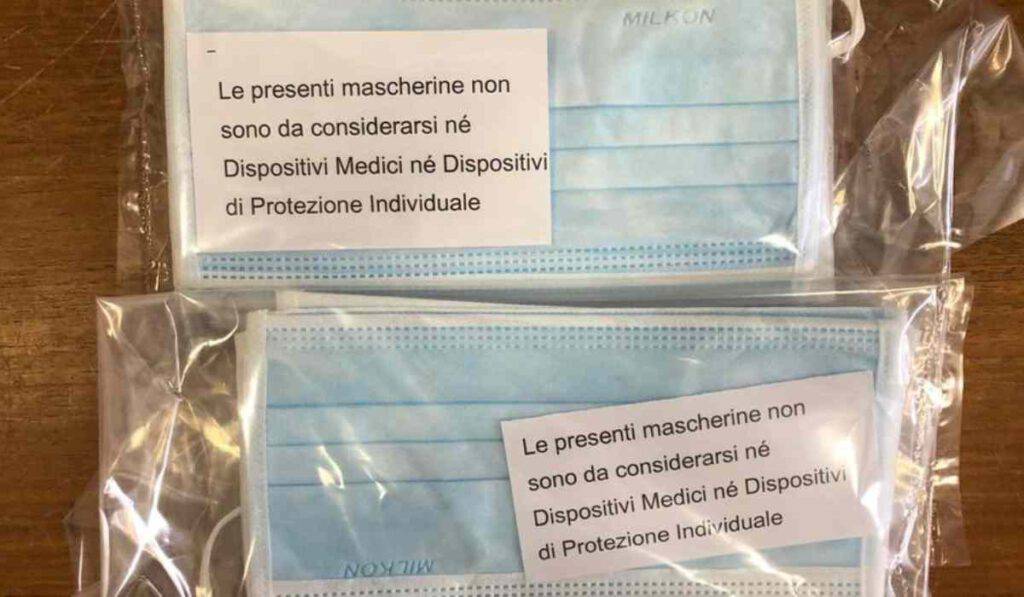 MILKON
Le presenti mascherine non
sono da considerarsi né
Dispositivi Medici né Dispositivi
di Protezione Individuale
Le presenti mascherine non
sono da considerarsi né
Dispositivi Medici né Dispositivi
di Protezione Individuale
MILKON